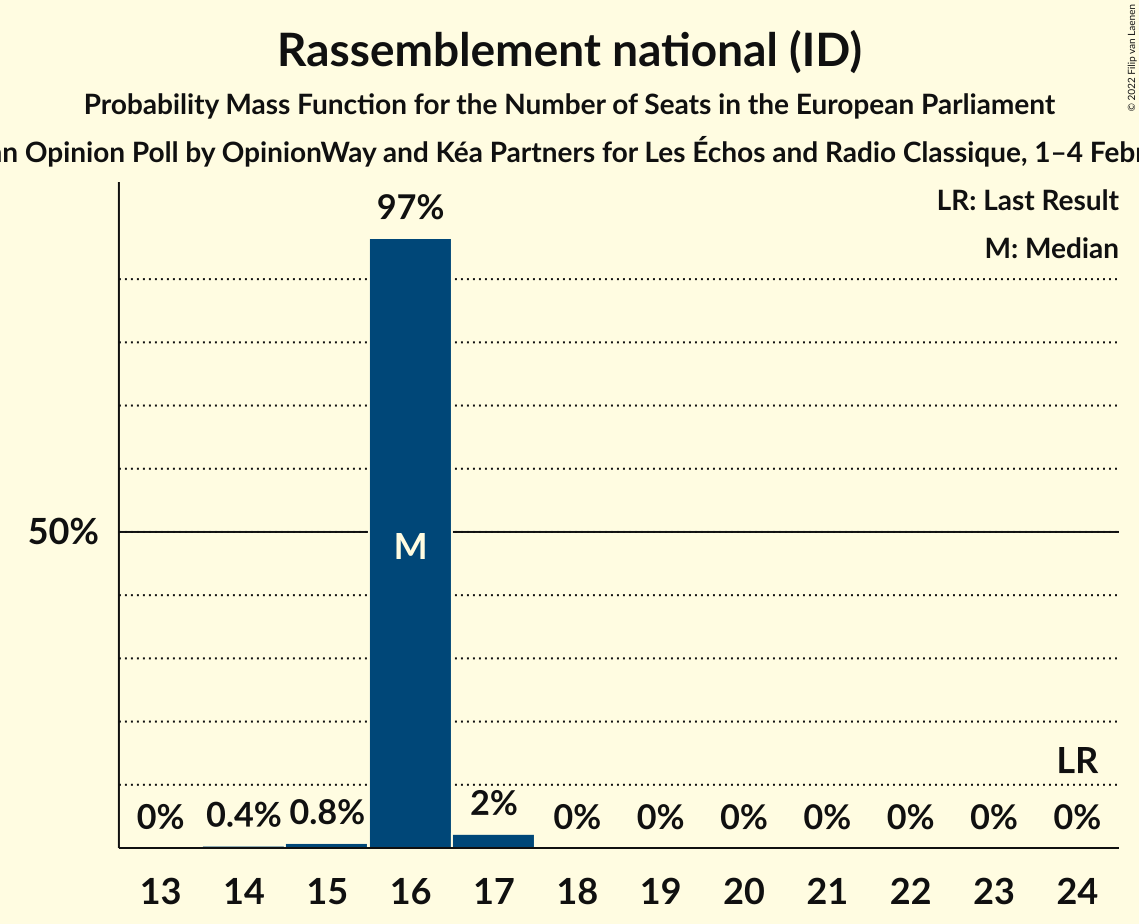 Rassemblement national (ID)
Probability Mass Function for the Number of Seats in the European Parliament
an Opinion Poll by OpinionWay and Kéa Partners for Les Échos and Radio Classique, 1–4 Febr
© 2022 Filip van Laenen
LR: Last Result
M: Median
97%
50%
M
LR
0% 0.4% 0.8% 2% 0% 0% 0% 0% 0% 0% 0%
13 14 15 16 17 18 19 20 21 22 23 24